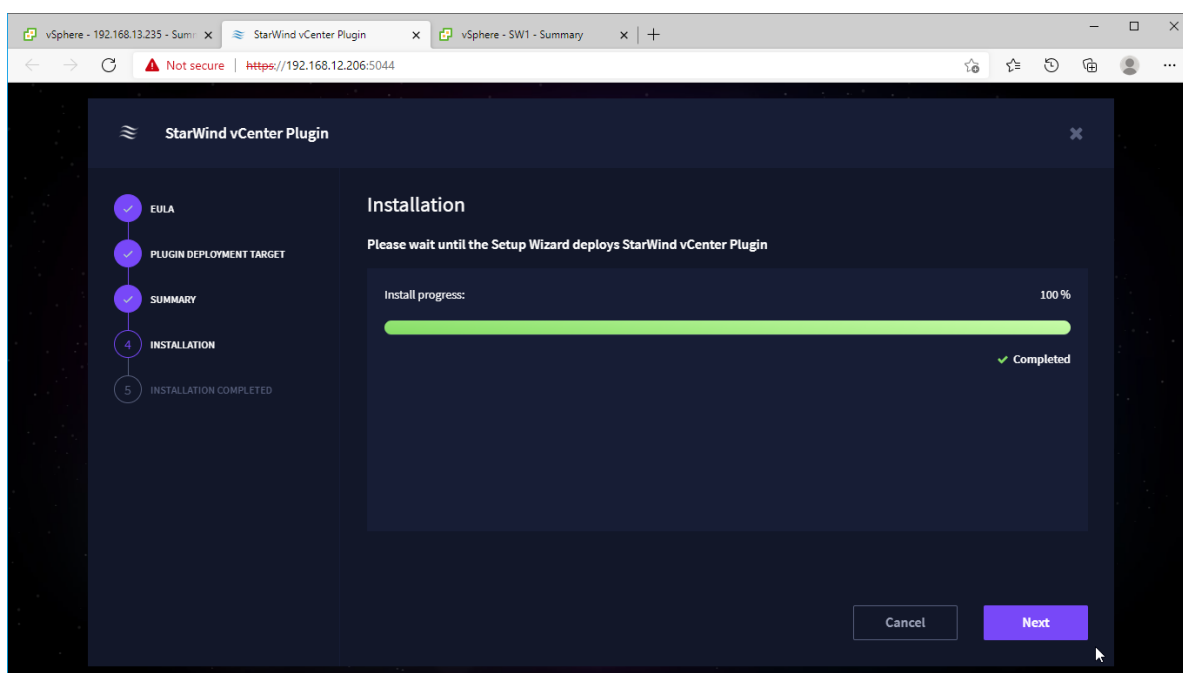 vSphere - 192.168.13.235 - Summ
StarWind vCenter Plugin
vSphere - SW1 - Summary
Not secure | https://192.168.12.206:5044
StarWind vCenter Plugin
EULA
PLUGIN DEPLOYMENT TARGET
SUMMARY
4 INSTALLATION
5 INSTALLATION COMPLETED
Installation
Please wait until the Setup Wizard deploys StarWind vCenter Plugin
Install progress: 100 %
Completed
Cancel Next